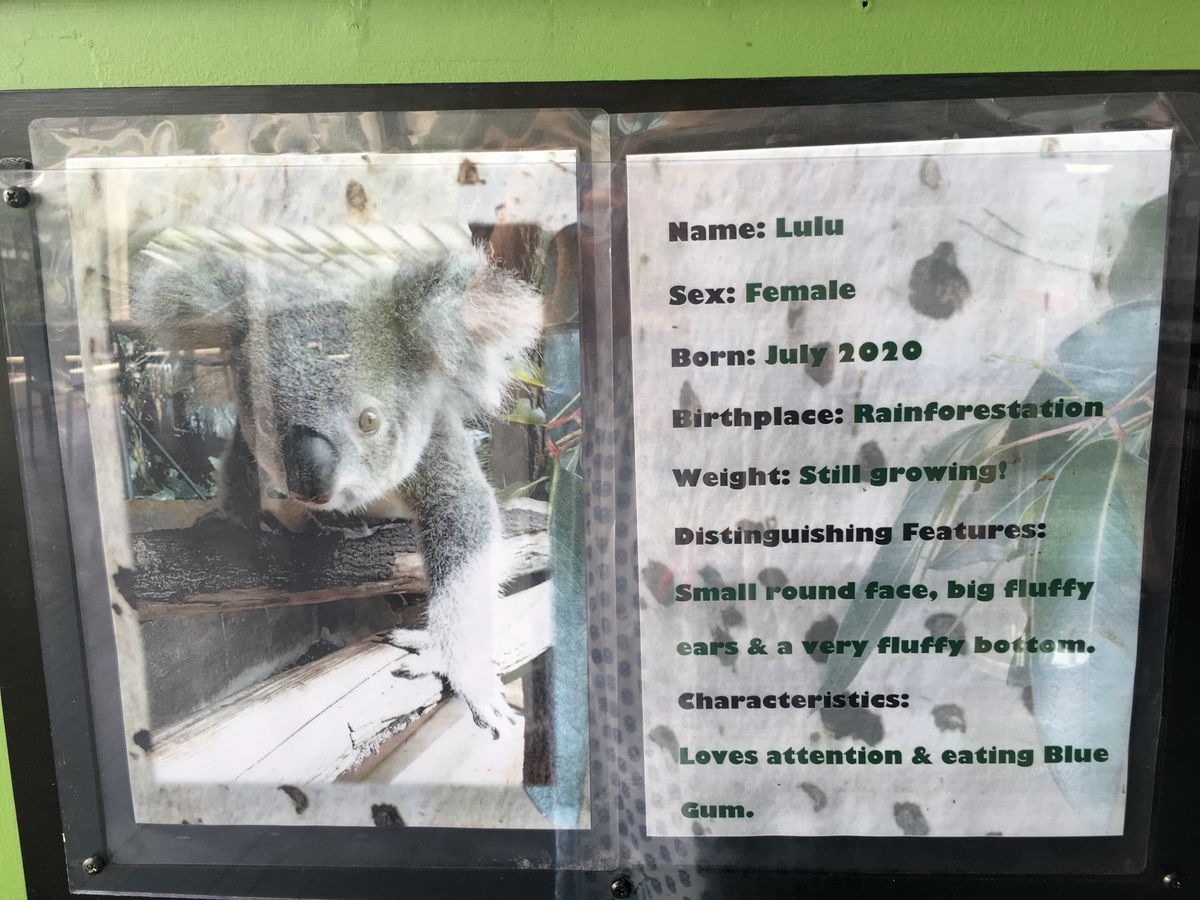 Name: Lulu
Sex: Female
Born: July 2020
Birthplace: Rainforestation
Weight: Still growing!
Distinguishing Features:
Small round face, big fluffy
ears & a very fluffy bottom.
Characteristics:
Loves attention & eating Blue
Gum.